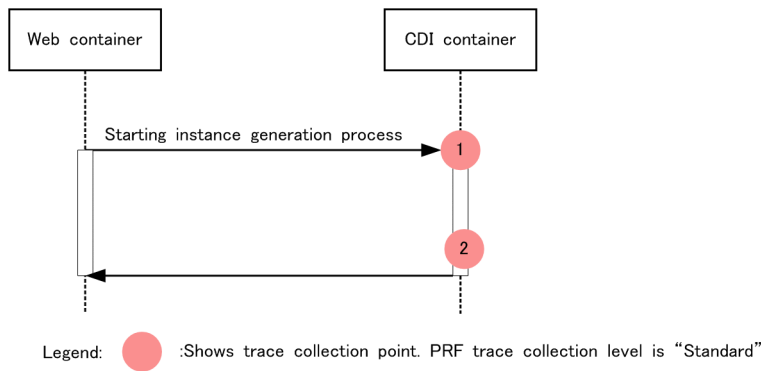 Web container
CDI container
Starting instance generation process
1
2
Legend:
:Shows trace collection point. PRF trace collection level is “Standard”